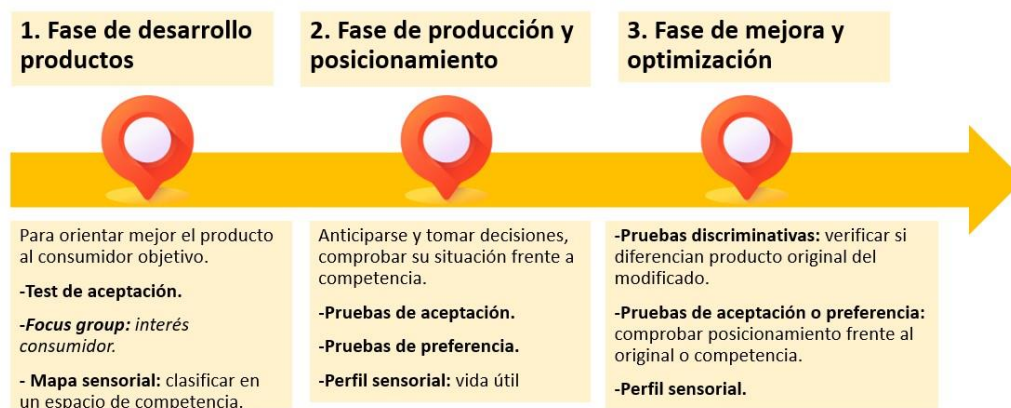 1. Fase de desarrollo
productos
2. Fase de producción y
posicionamiento
3. Fase de mejora y
optimización
Para orientar mejor el producto
al consumidor objetivo.
-Test de aceptación.
-Focus group: interés
consumidor.
- Mapa sensorial: clasificar en
un espacio de competencia.
Anticiparse y tomar decisiones,
comprobar su situación frente a
competencia.
-Pruebas de aceptación.
-Pruebas de preferencia.
-Perfil sensorial: vida útil
-Pruebas discriminativas: verificar si
diferencian producto original del
modificado.
-Pruebas de aceptación o preferencia:
comprobar posicionamiento frente al
original o competencia.
-Perfil sensorial.